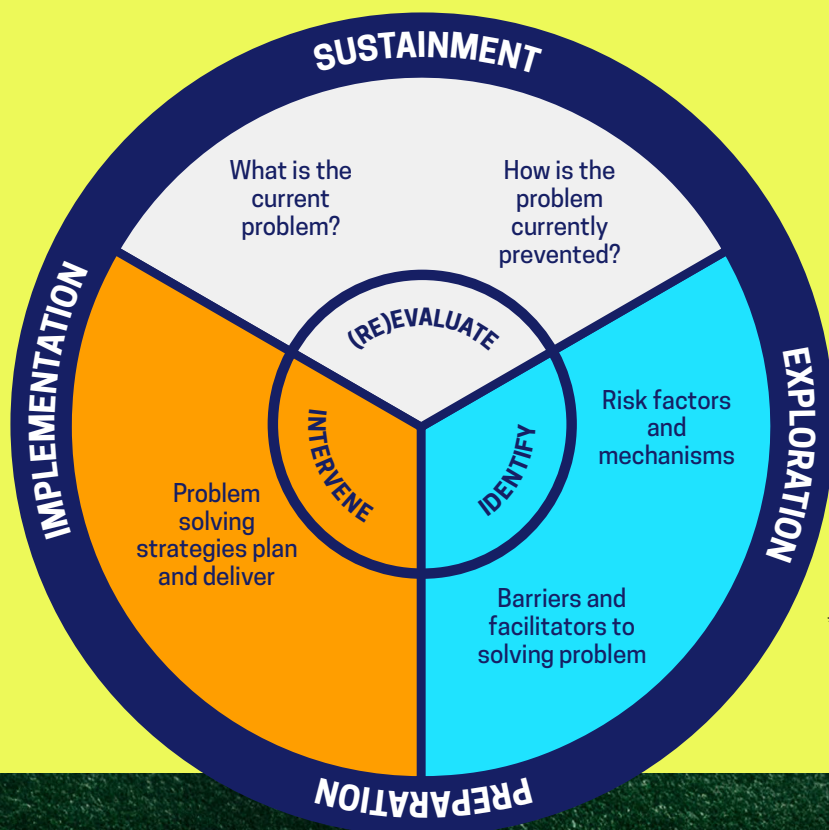 SUSTAINMENT
What is the
current
problem?
How is the
problem
currently
prevented?
(RE)EVALUATE
EXPLORATION
Risk factors
and
mechanisms
IDENTIFY
Barriers and
facilitators to
solving problem
PREPARATION
IMPLEMENTATION
INTERVENE
Problem
solving
strategies plan
and deliver